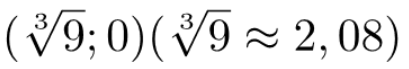 (∛9; 0)(∛9 ≈ 2, 08)